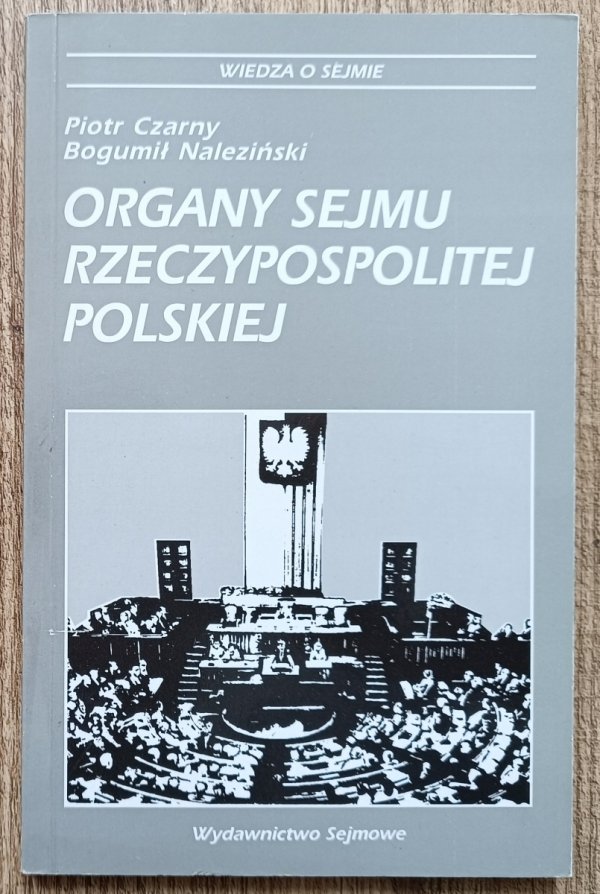 WIEDZA O SEJMIE
Piotr Czarny
Bogumił Naleziński
ORGANY SEJMU
RZECZYPOSPOLITEJ
POLSKIEJ
Wydawnictwo Sejmowe